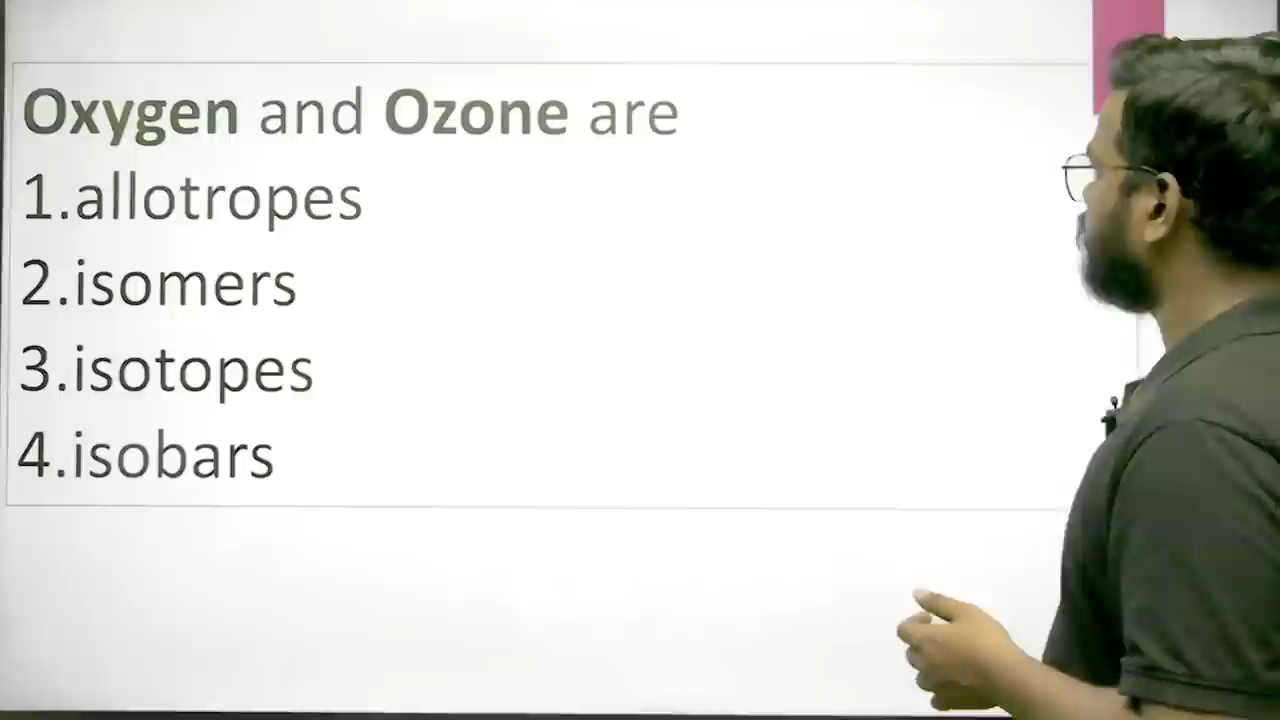 Oxygen and Ozone are
1.allotropes
2.isomers
3.isotopes
4.isobars